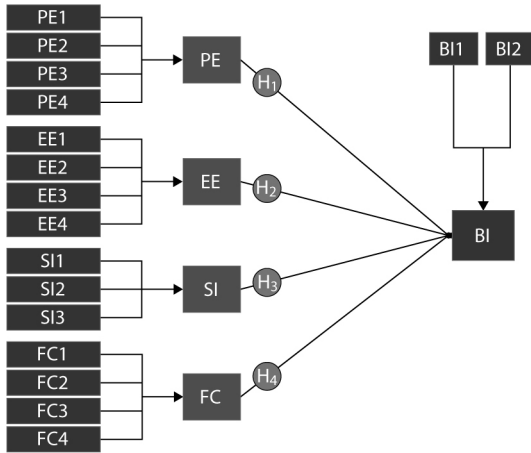 PE1
PE2
PE3
PE4
PE
H1
EE1
EE2
EE3
EE4
EE
H2
SI1
SI2
SI3
SI
H3
FC1
FC2
FC3
FC4
FC
H4
BI1
BI2
BI